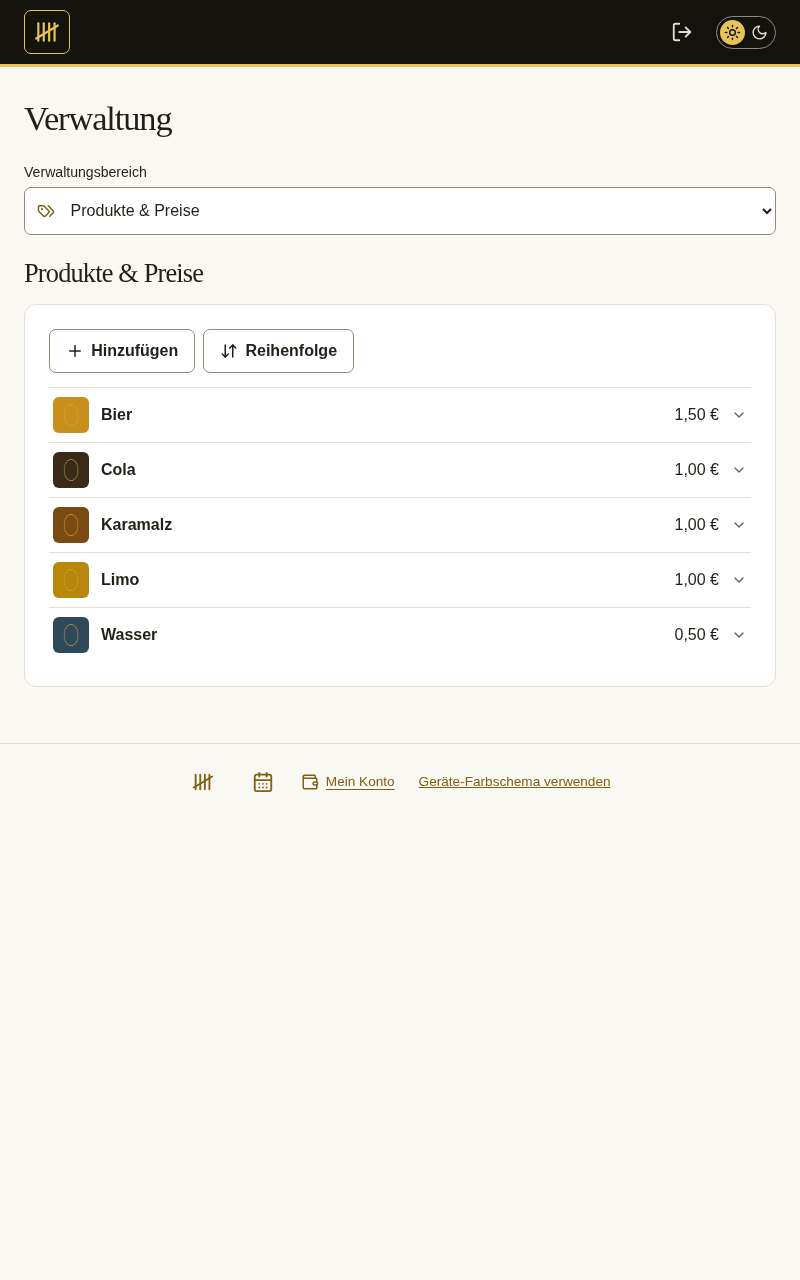 Verwaltung
Verwaltungsbereich
Produkte & Preise
Produkte & Preise
Hinzufügen Reihenfolge
Bier 1,50 €
Cola 1,00 €
Karamalz 1,00 €
Limo 1,00 €
Wasser 0,50 €
Mein Konto Geräte-Farbschema verwenden